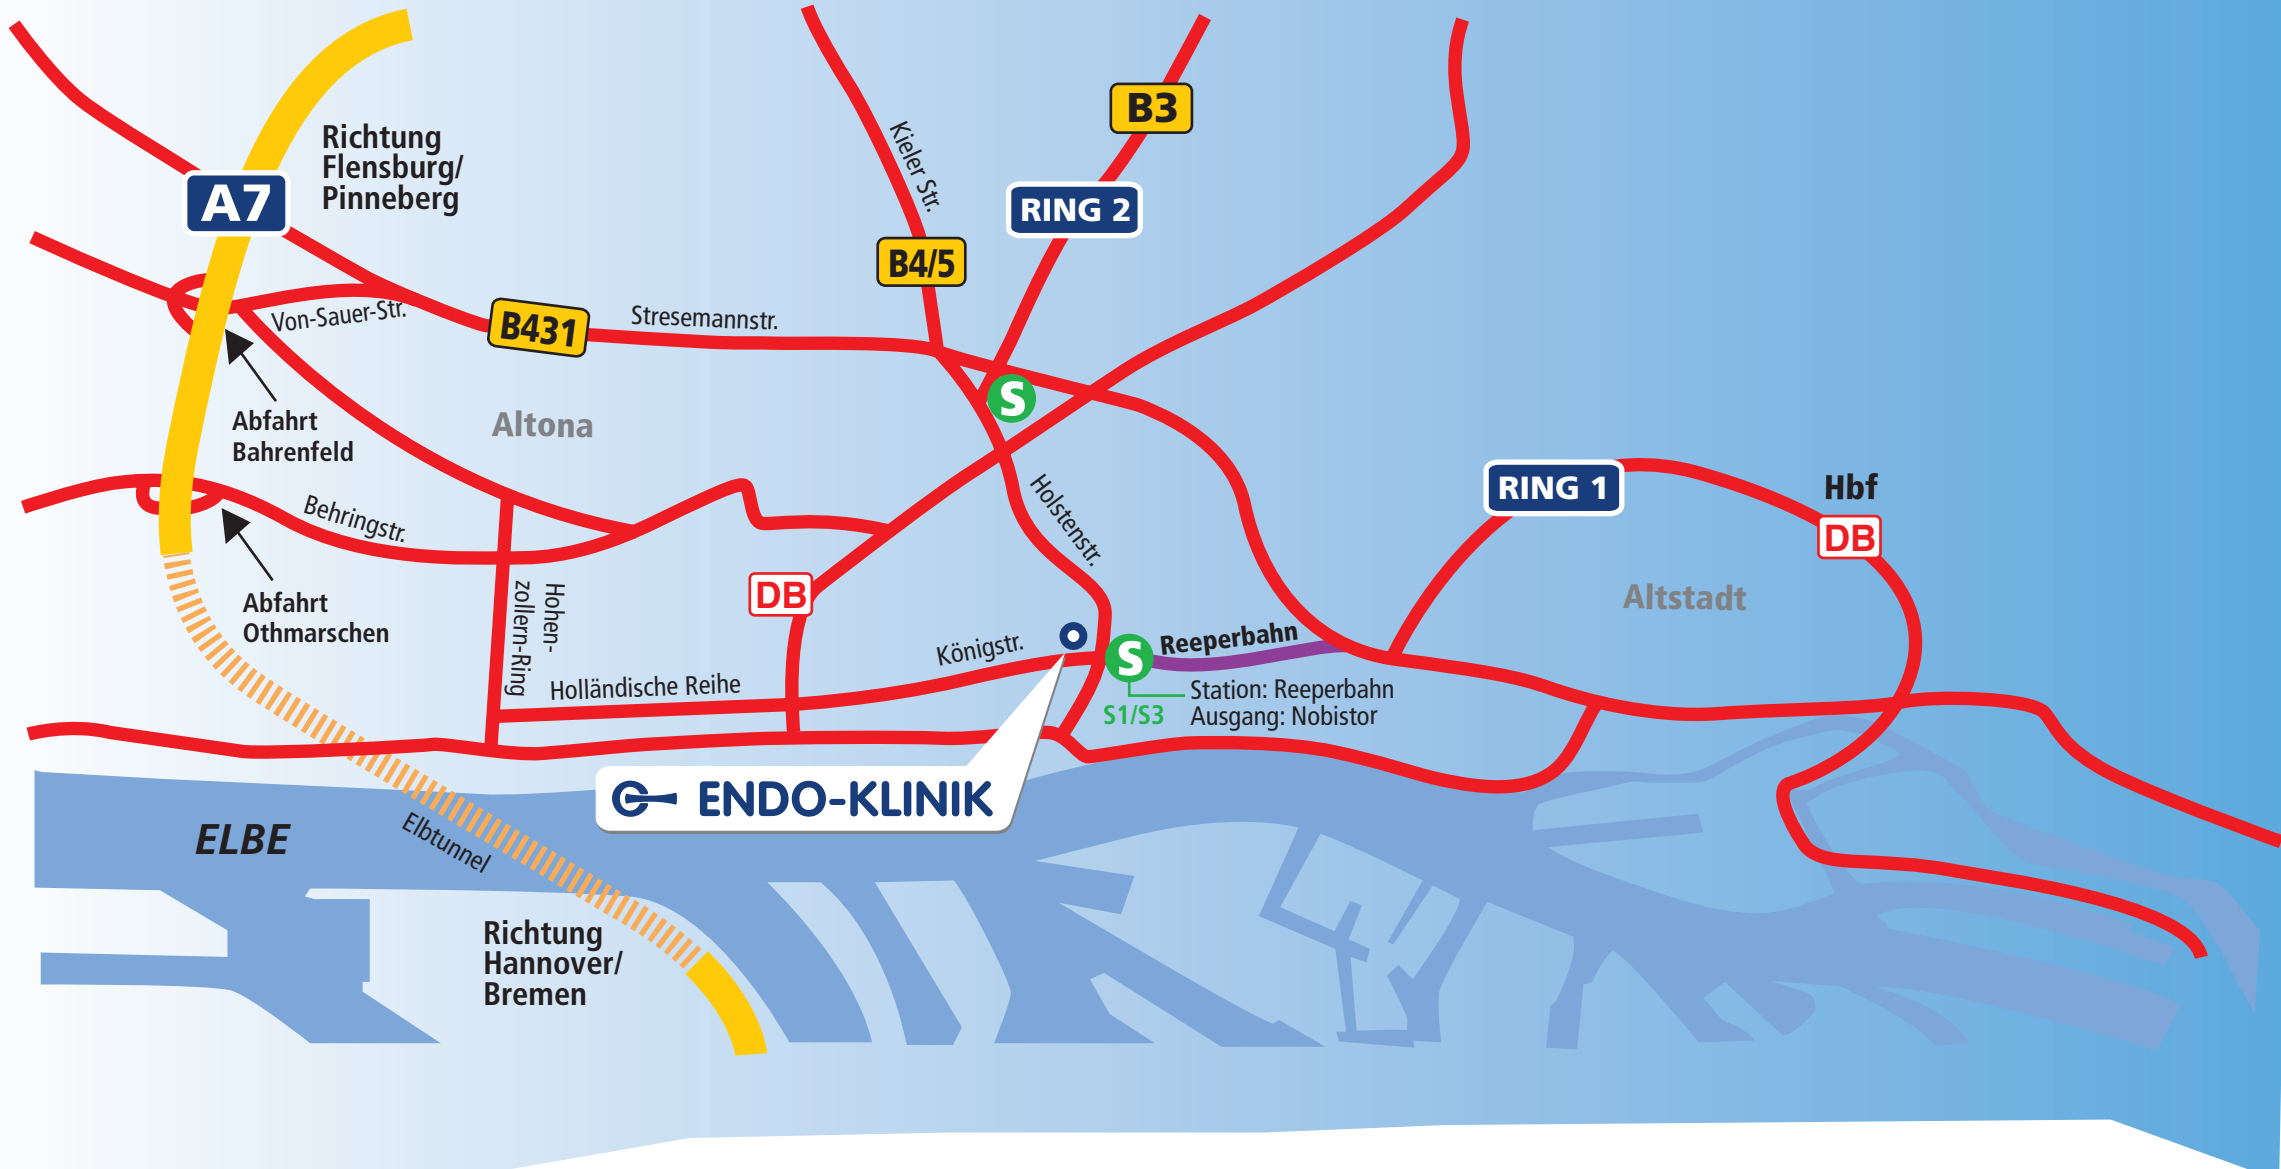 B3
Kieler Str.
Richtung
Flensburg/
Pinneberg
A7
RING 2
B4/5
Von-Sauer-Str.
B431
Stresemannstr.
S
Abfahrt
Bahrenfeld
Altona
RING 1
Hbf
DB
Behringstr.
Holstenstr.
Abfahrt
Othmarschen
Hohen-
zollern-Ring
DB
Altstadt
Königstr.
S
Reeperbahn
Holländische Reihe
Station: Reeperbahn
S1/S3
Ausgang: Nobistor
ENDO-KLINIK
ELBE
Elbtunnel
Richtung
Hannover/
Bremen